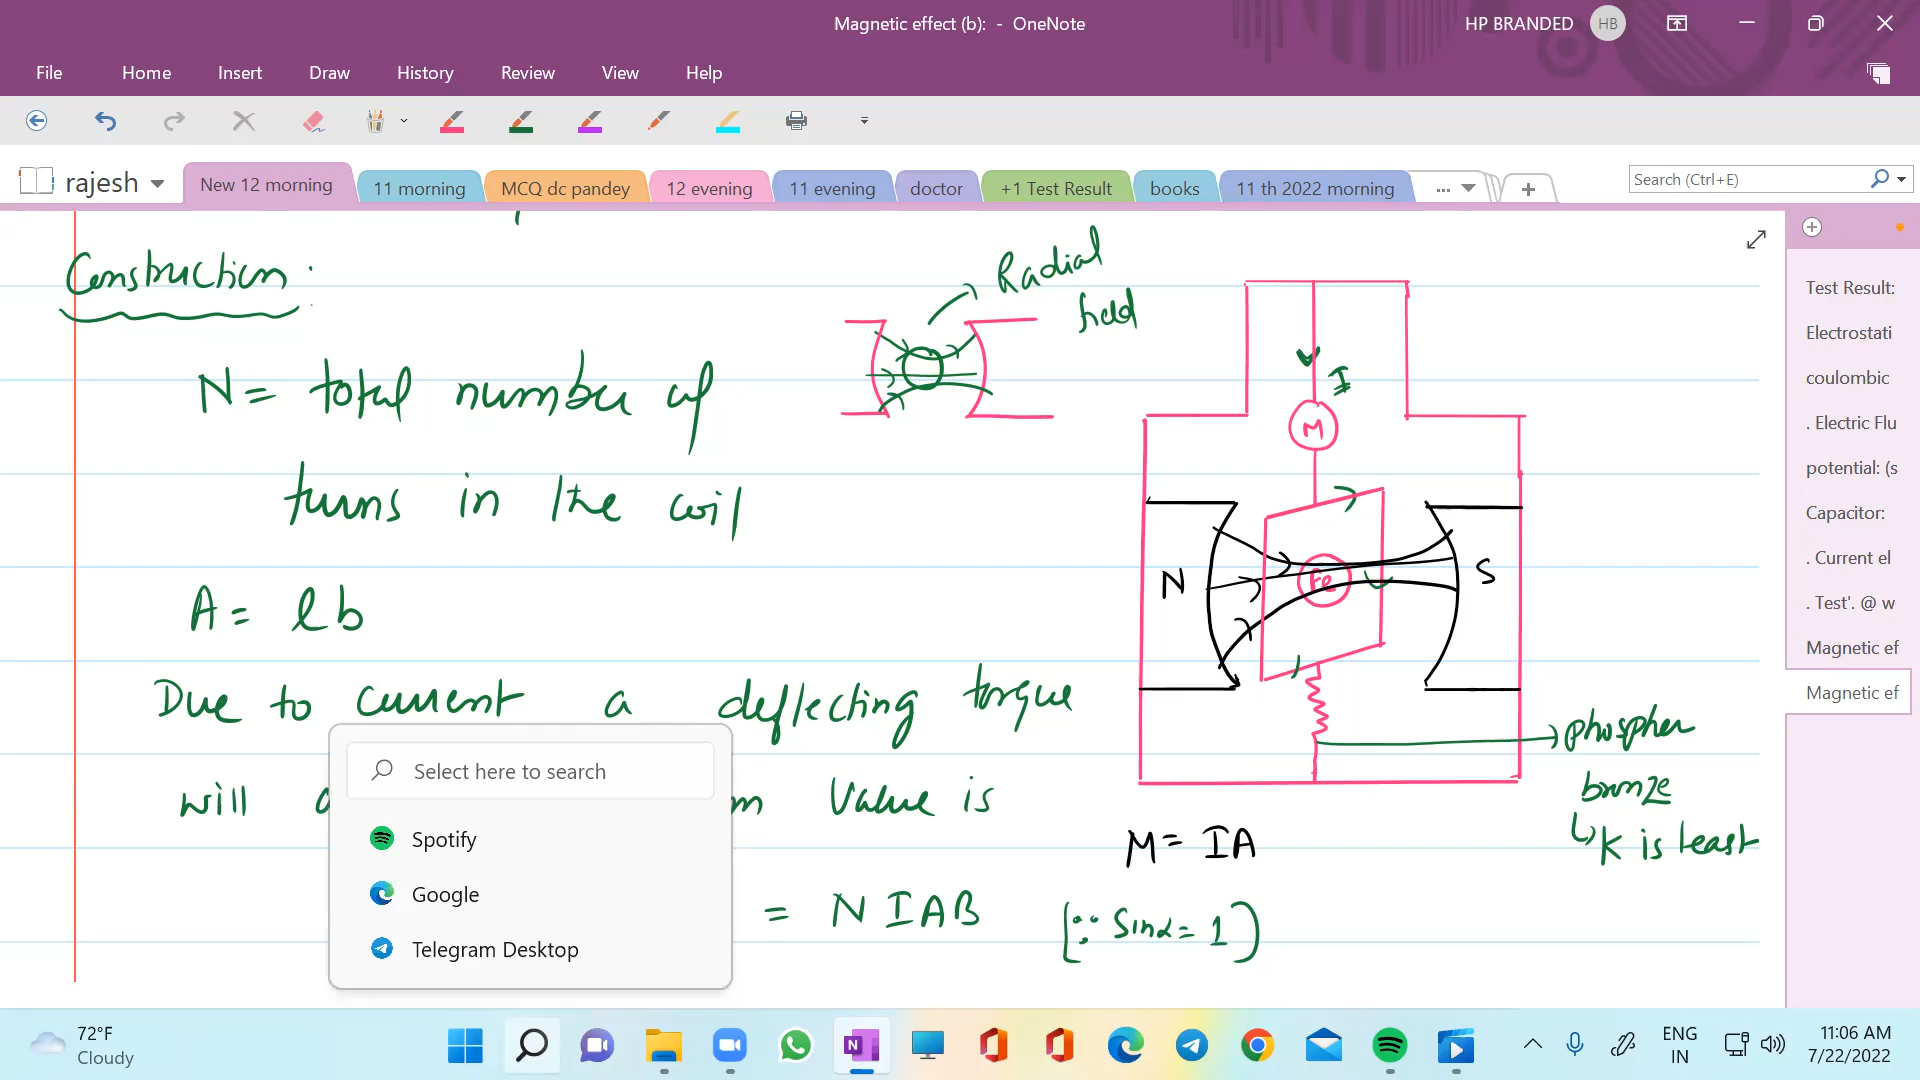 Magnetic effect (b): - OneNote
HP BRANDED HB
File Home Insert Draw History Review View Help
rajesh
New 12 morning
11 morning
MCQ dc pandey
12 evening
11 evening
doctor
+1 Test Result
books
11 th 2022 morning
...
Search (Ctrl+E)
Construction:
N = total number of
turns in the coil
A = lb
Due to current a deflecting torque
will
Value is
= NIAB
[∵ Sinα = 1)
Radial
field
I
M
N
Fe
S
phospher
bronze
↳ K is least
M = IA
Test Result:
Electrostati
coulombic
. Electric Flu
potential: (s
Capacitor:
. Current el
. Test'. @ w
Magnetic ef
Magnetic ef
Select here to search
Spotify
Google
Telegram Desktop
72°F
Cloudy
ENG
IN
11:06 AM
7/22/2022